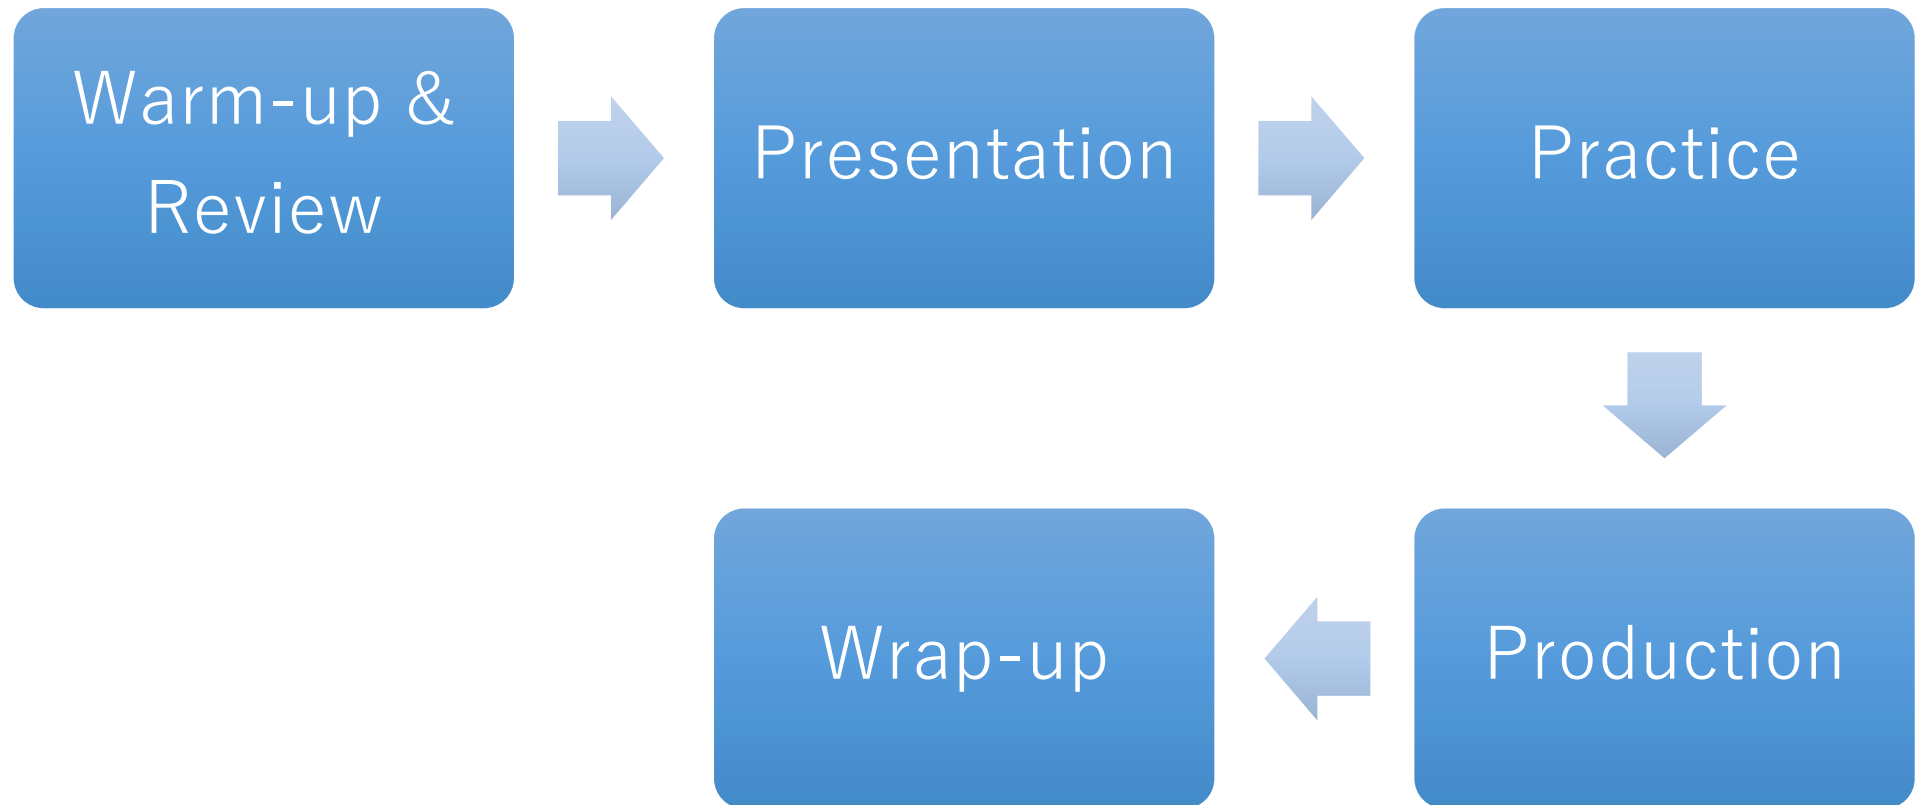 Warm-up &
Review
Presentation
Practice
Production
Wrap-up